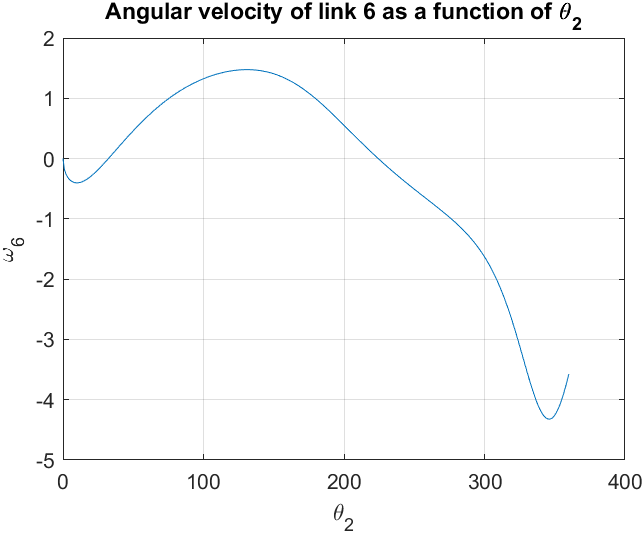 Angular velocity of link 6 as a function of θ₂
2
1
0
-1
-2
-3
-4
-5
ω₆
0 100 200 300 400
θ₂